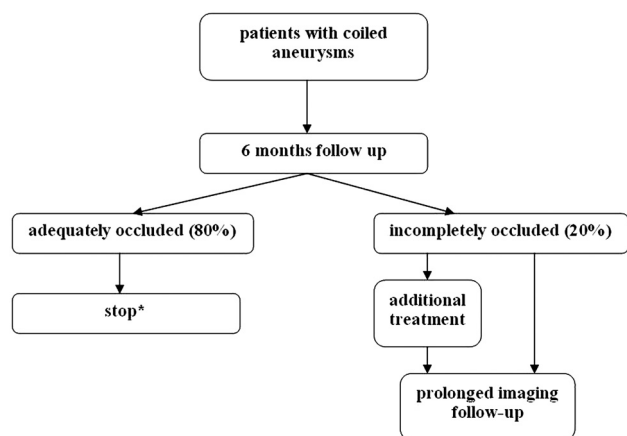 patients with coiled
aneurysms
6 months follow up
adequately occluded (80%)
incompletely occluded (20%)
stop*
additional
treatment
prolonged imaging
follow-up